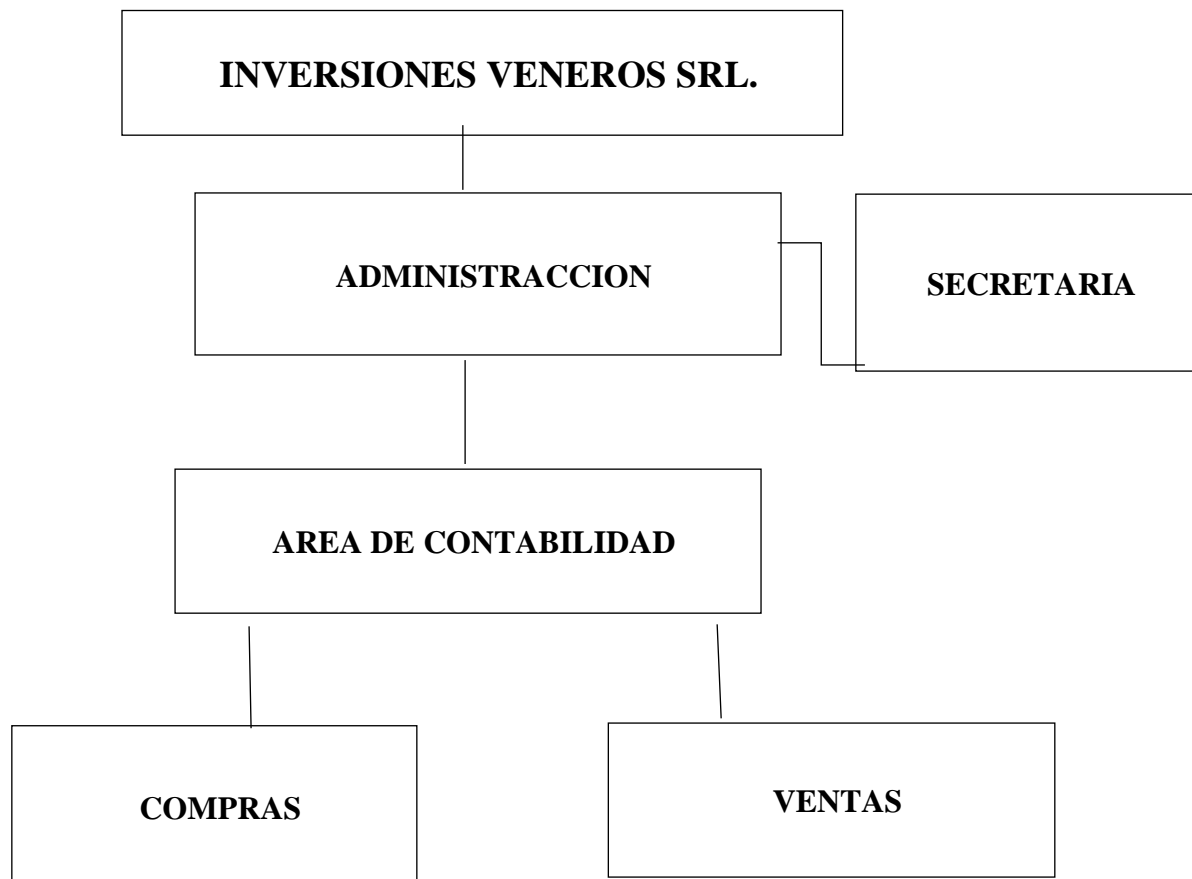 INVERSIONES VENEROS SRL.
ADMINISTRACCION
SECRETARIA
AREA DE CONTABILIDAD
COMPRAS
VENTAS